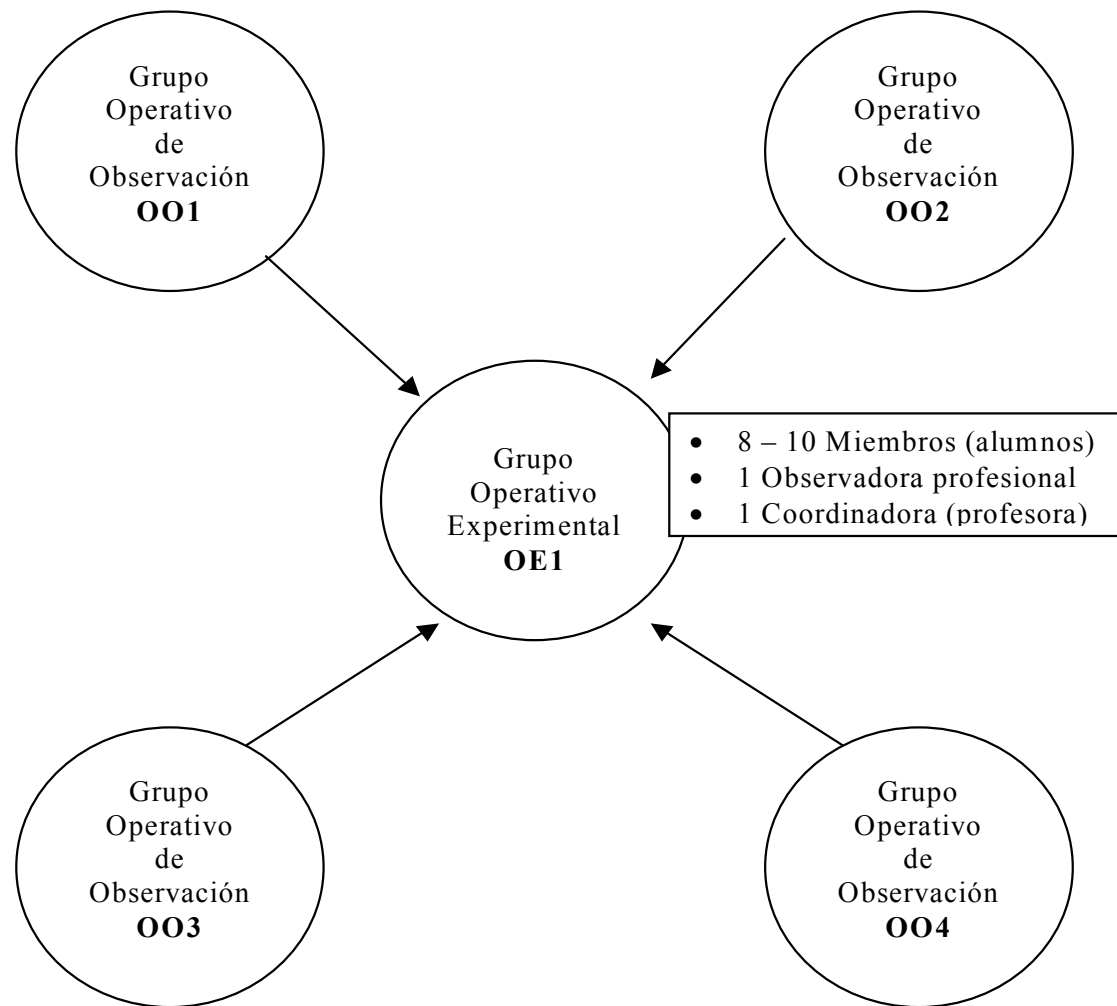 Grupo
Operativo
de
Observación
OO1
Grupo
Operativo
de
Observación
OO2
Grupo
Operativo
Experimental
OE1
• 8 – 10 Miembros (alumnos)
• 1 Observadora profesional
• 1 Coordinadora (profesora)
Grupo
Operativo
de
Observación
OO3
Grupo
Operativo
de
Observación
OO4